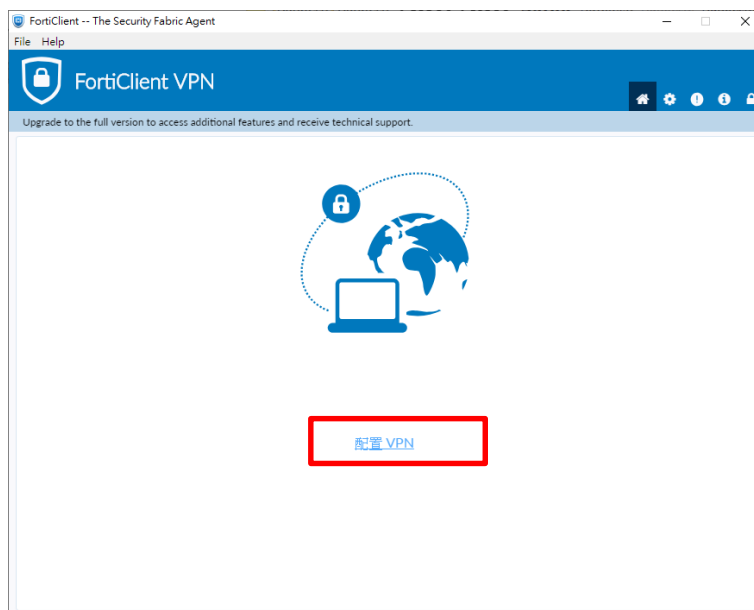 FortiClient -- The Security Fabric Agent
File Help
FortiClient VPN
Upgrade to the full version to access additional features and receive technical support.
配置 VPN